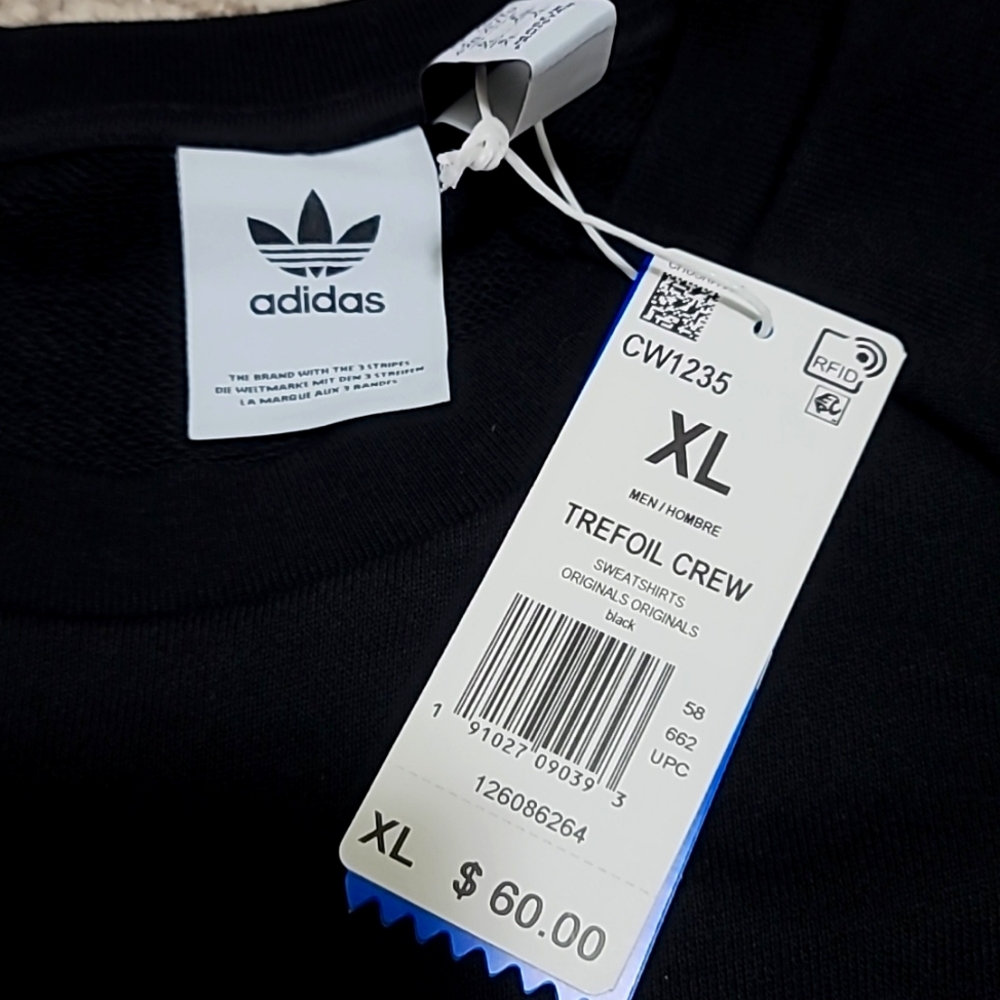 adidas
THE BRAND WITH THE 3 STRIPES
DIE WELTMARKE MIT DEN 3 STREIFEN
LA MARQUE AUX 3 BANDES
CW1235
RFID
XL
MEN / HOMBRE
TREFOIL CREW
SWEATSHIRTS
ORIGINALS ORIGINALS
black
58
662
UPC
1 91027 09039 3
126086264
XL
$ 60.00